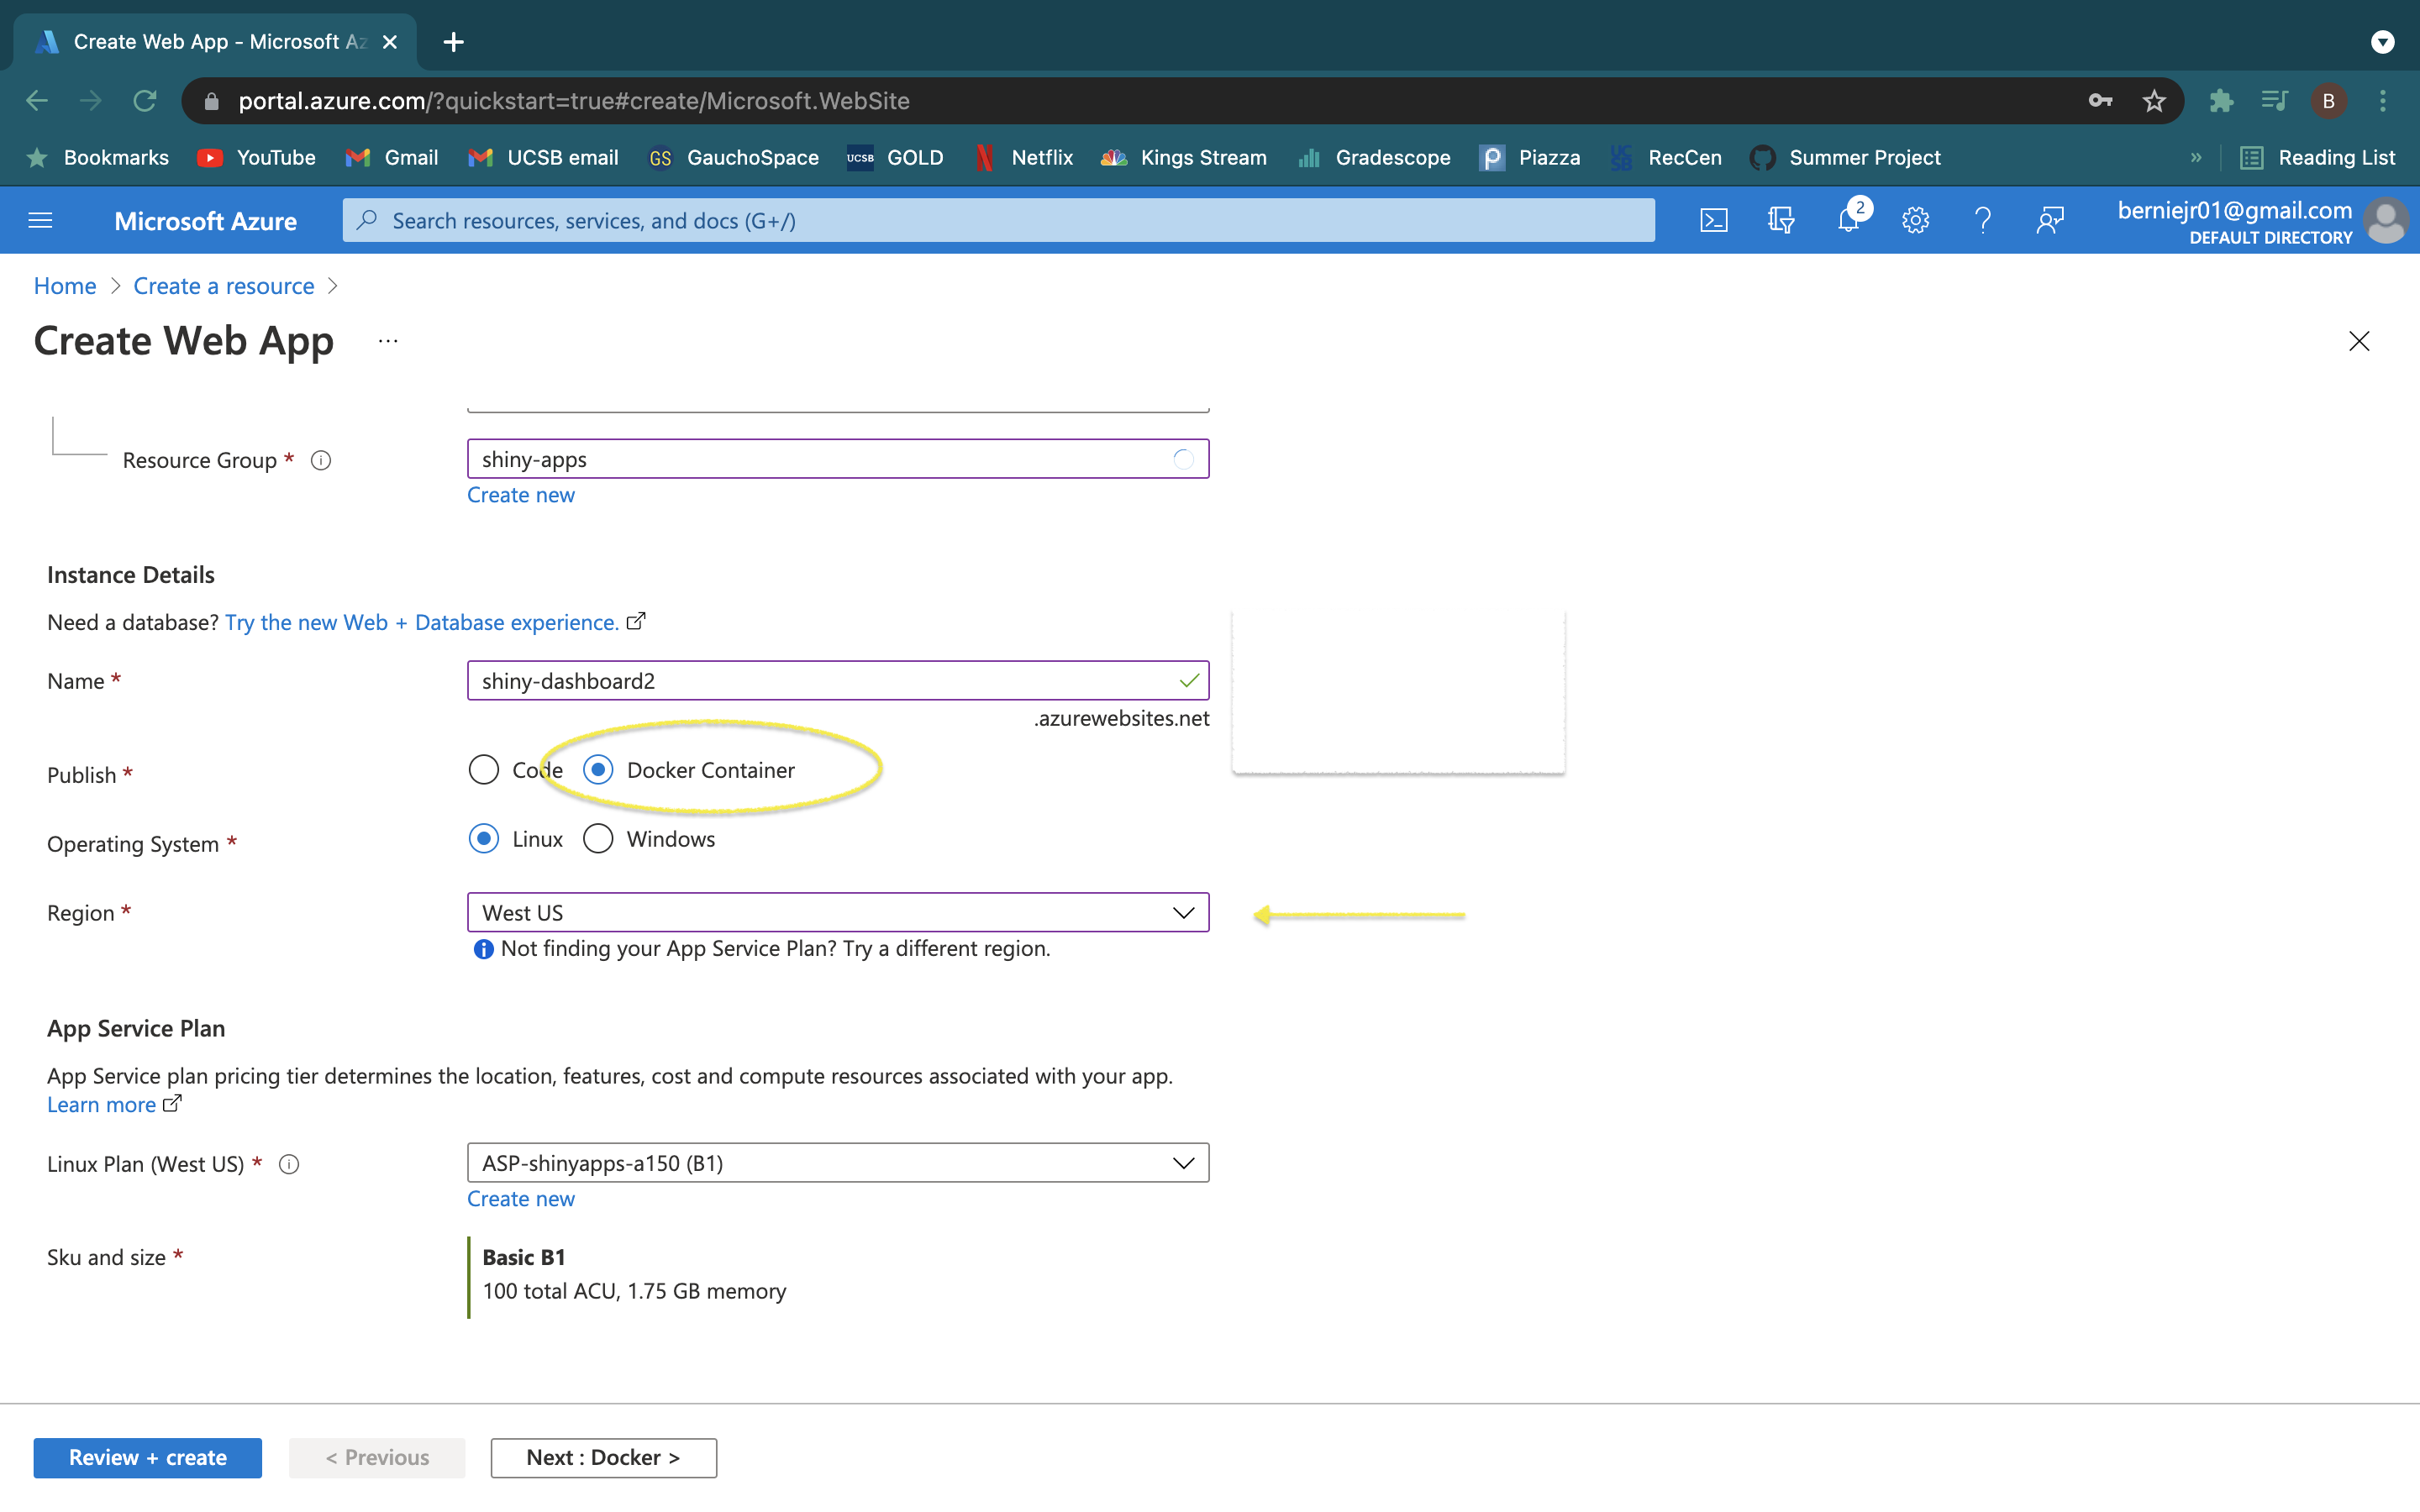 Create Web App - Microsoft Az
portal.azure.com/?quickstart=true#create/Microsoft.WebSite
B
Bookmarks YouTube Gmail UCSB email GS GauchoSpace UCSB GOLD Netflix Kings Stream Gradescope Piazza UCSB RecCen Summer Project » Reading List
Microsoft Azure Search resources, services, and docs (G+/) 2 berniejr01@gmail.com
DEFAULT DIRECTORY
Home > Create a resource >
Create Web App ...
Resource Group * shiny-apps
Create new
Instance Details
Need a database? Try the new Web + Database experience.
Name * shiny-dashboard2
.azurewebsites.net
Publish * Code Docker Container
Operating System * Linux Windows
Region * West US
Not finding your App Service Plan? Try a different region.
App Service Plan
App Service plan pricing tier determines the location, features, cost and compute resources associated with your app.
Learn more
Linux Plan (West US) * ASP-shinyapps-a150 (B1)
Create new
Sku and size * Basic B1
100 total ACU, 1.75 GB memory
Review + create < Previous Next : Docker >